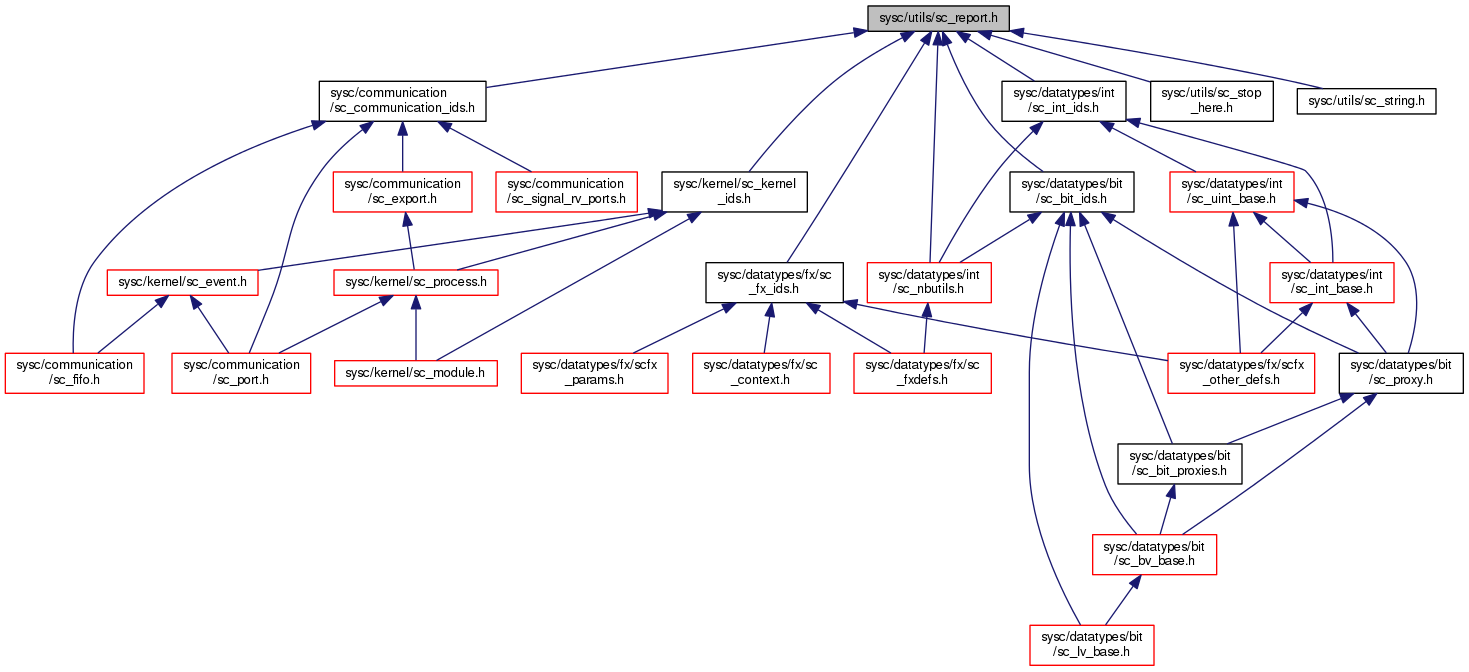 sysc/utils/sc_report.h
sysc/communication
/sc_communication_ids.h
sysc/datatypes/int
/sc_int_ids.h
sysc/utils/sc_stop
_here.h
sysc/utils/sc_string.h
sysc/communication
/sc_export.h
sysc/communication
/sc_signal_rv_ports.h
sysc/kernel/sc_kernel
_ids.h
sysc/datatypes/bit
/sc_bit_ids.h
sysc/datatypes/int
/sc_uint_base.h
sysc/kernel/sc_event.h
sysc/kernel/sc_process.h
sysc/datatypes/fx/sc
_fx_ids.h
sysc/datatypes/int
/sc_nbutils.h
sysc/datatypes/int
/sc_int_base.h
sysc/communication
/sc_fifo.h
sysc/communication
/sc_port.h
sysc/kernel/sc_module.h
sysc/datatypes/fx/scfx
_params.h
sysc/datatypes/fx/sc
_context.h
sysc/datatypes/fx/sc
_fxdefs.h
sysc/datatypes/fx/scfx
_other_defs.h
sysc/datatypes/bit
/sc_proxy.h
sysc/datatypes/bit
/sc_bit_proxies.h
sysc/datatypes/bit
/sc_bv_base.h
sysc/datatypes/bit
/sc_lv_base.h